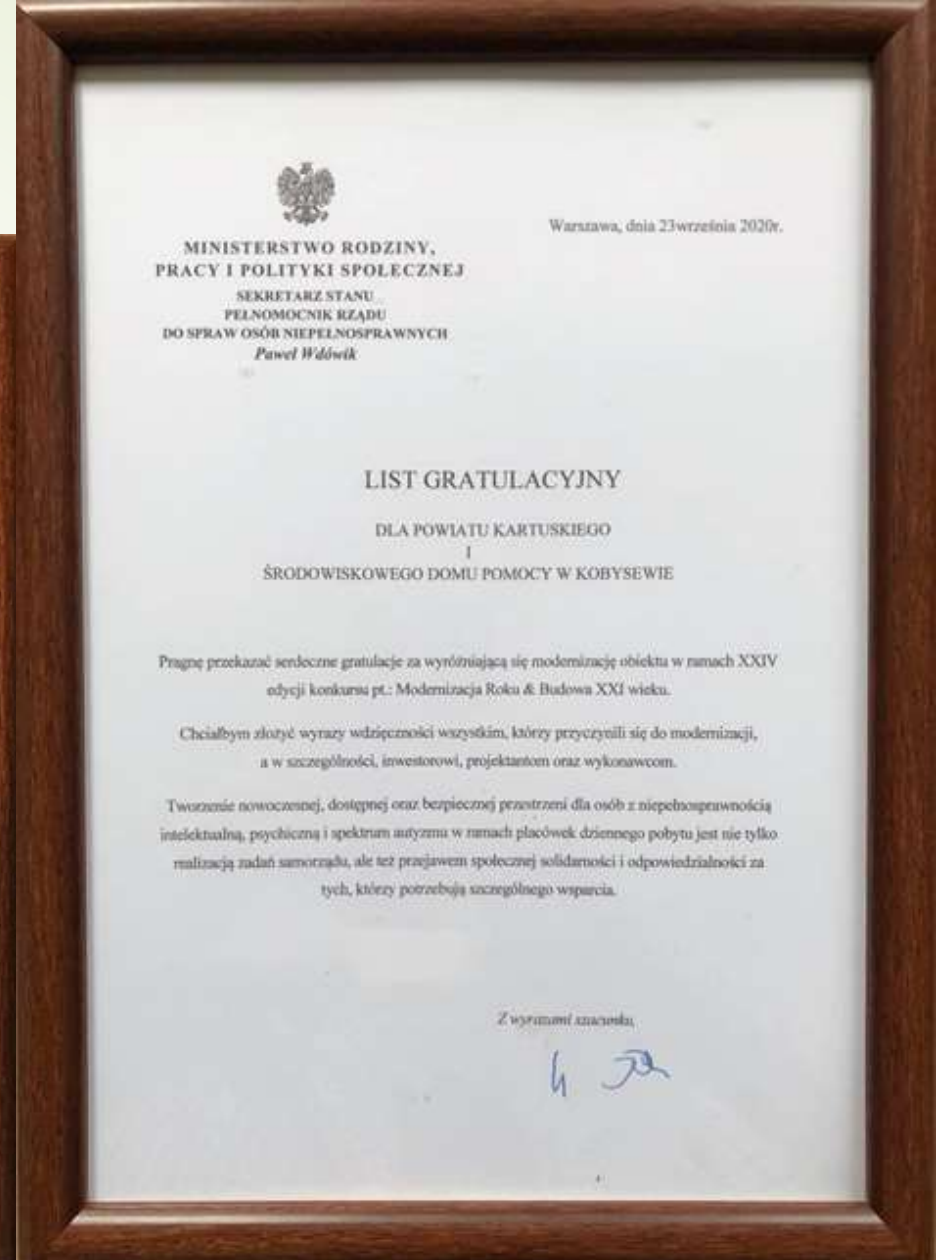 MINISTERSTWO RODZINY,
PRACY I POLITYKI SPOŁECZNEJ
SEKRETARZ STANU
PEŁNOMOCNIK RZĄDU
DO SPRAW OSÓB NIEPEŁNOSPRAWNYCH
Paweł Wdówik
Warszawa, dnia 23września 2020r.
LIST GRATULACYJNY
DLA POWIATU KARTUSKIEGO
I
ŚRODOWISKOWEGO DOMU POMOCY W KOBYSEWIE
Pragnę przekazać serdeczne gratulacje za wyróżniającą się modernizację obiektu w ramach XXIV
edycji konkursu pt.: Modernizacja Roku & Budowa XXI wieku.
Chciałbym złożyć wyrazy wdzięczności wszystkim, którzy przyczynili się do modernizacji,
a w szczególności, inwestorowi, projektantom oraz wykonawcom.
Tworzenie nowoczesnej, dostępnej oraz bezpiecznej przestrzeni dla osób z niepełnosprawnością
intelektualną, psychiczną i spektrum autyzmu w ramach placówek dziennego pobytu jest nie tylko
realizacją zadań samorządu, ale też przejawem społecznej solidarności i odpowiedzialności za
tych, którzy potrzebują szczególnego wsparcia.
Z wyrazami szacunku,